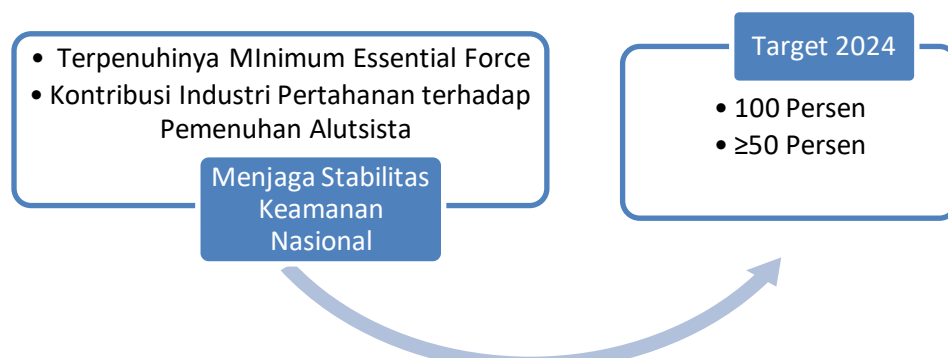 • Terpenuhinya MInimum Essential Force
• Kontribusi Industri Pertahanan terhadap
Pemenuhan Alutsista
Menjaga Stabilitas
Keamanan
Nasional
Target 2024
• 100 Persen
• ≥50 Persen